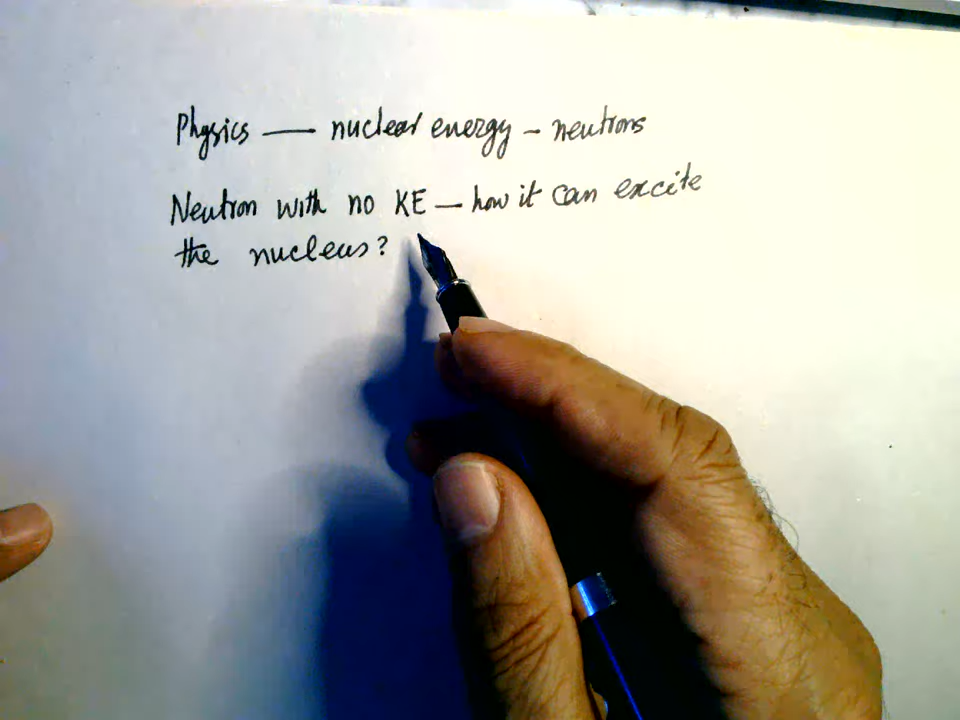 Physics — nuclear energy - neutrons
Neutron with no KE — how it can excite
the nucleus?